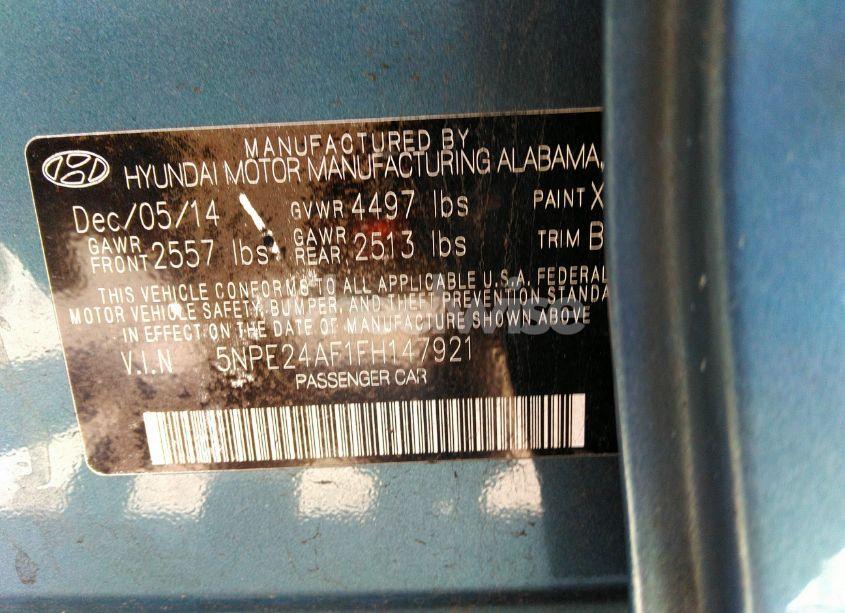 MANUFACTURED BY
HYUNDAI MOTOR MANUFACTURING ALABAMA,
Dec/05/14 GVWR 4497 lbs PAINT X
GAWR FRONT 2557 lbs GAWR REAR 2513 lbs TRIM B
THIS VEHICLE CONFORMS TO ALL APPLICABLE U.S.A. FEDERAL
MOTOR VEHICLE SAFETY, BUMPER, AND THEFT PREVENTION STANDA
IN EFFECT ON THE DATE OF MANUFACTURE SHOWN ABOVE
V.I.N 5NPE24AF1FH147921
PASSENGER CAR